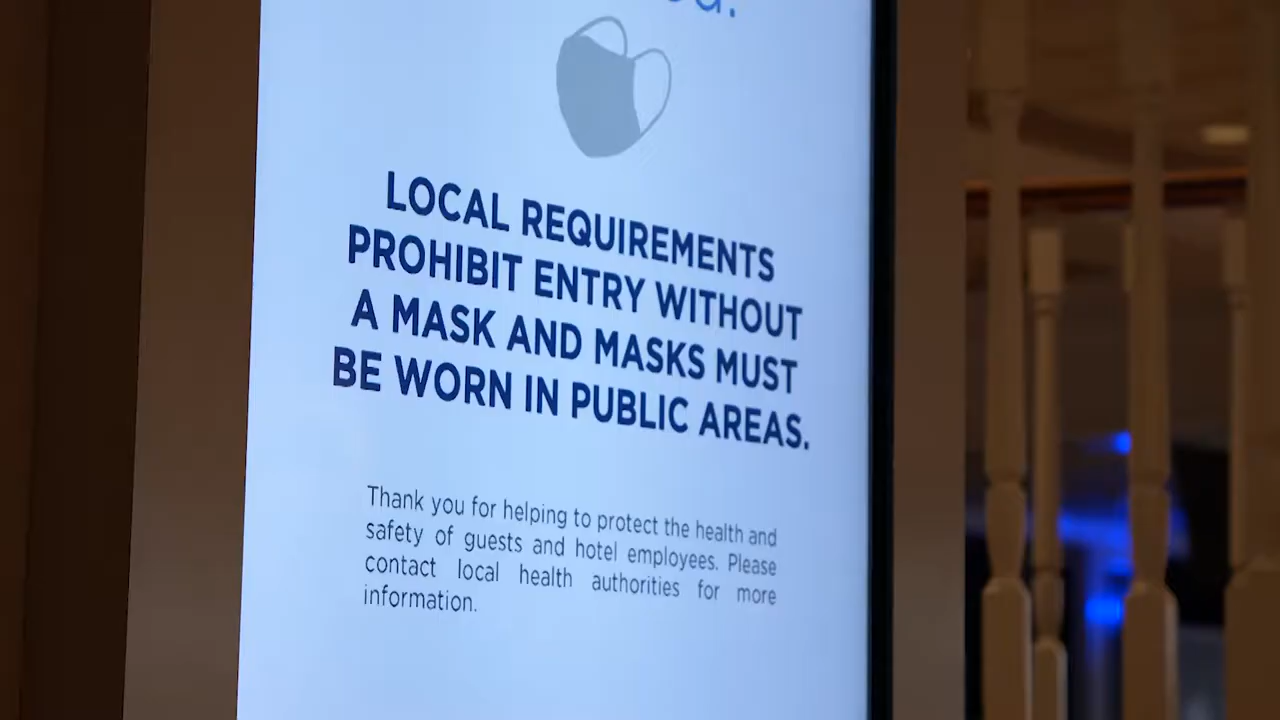 LOCAL REQUIREMENTS
PROHIBIT ENTRY WITHOUT
A MASK AND MASKS MUST
BE WORN IN PUBLIC AREAS.
Thank you for helping to protect the health and
safety of guests and hotel employees. Please
contact local health authorities for more
information.